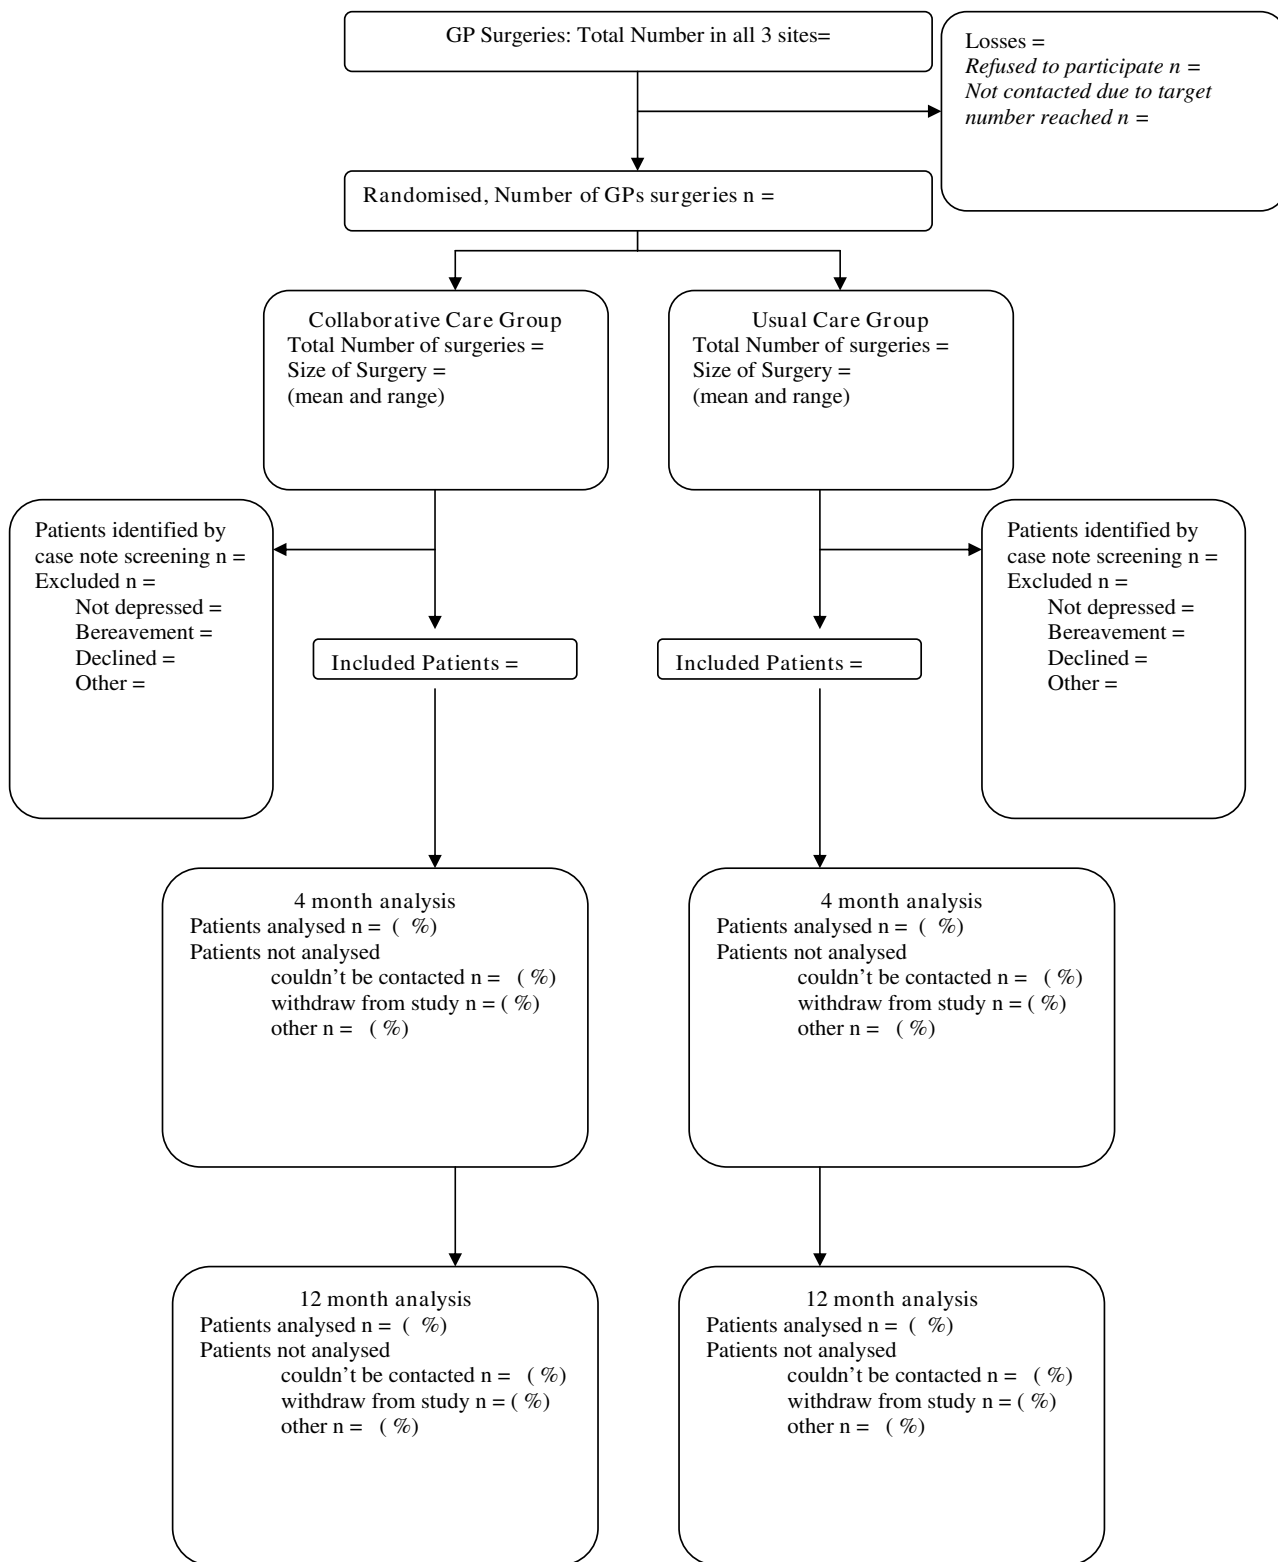 GP Surgeries: Total Number in all 3 sites=
Losses =
Refused to participate n =
Not contacted due to target
number reached n =
Randomised, Number of GPs surgeries n =
Collaborative Care Group
Total Number of surgeries =
Size of Surgery =
(mean and range)
Usual Care Group
Total Number of surgeries =
Size of Surgery =
(mean and range)
Patients identified by
case note screening n =
Excluded n =
Not depressed =
Bereavement =
Declined =
Other =
Patients identified by
case note screening n =
Excluded n =
Not depressed =
Bereavement =
Declined =
Other =
Included Patients =
Included Patients =
4 month analysis
Patients analysed n = ( %)
Patients not analysed
couldn't be contacted n = ( %)
withdraw from study n = ( %)
other n = ( %)
4 month analysis
Patients analysed n = ( %)
Patients not analysed
couldn't be contacted n = ( %)
withdraw from study n = ( %)
other n = ( %)
12 month analysis
Patients analysed n = ( %)
Patients not analysed
couldn't be contacted n = ( %)
withdraw from study n = ( %)
other n = ( %)
12 month analysis
Patients analysed n = ( %)
Patients not analysed
couldn't be contacted n = ( %)
withdraw from study n = ( %)
other n = ( %)